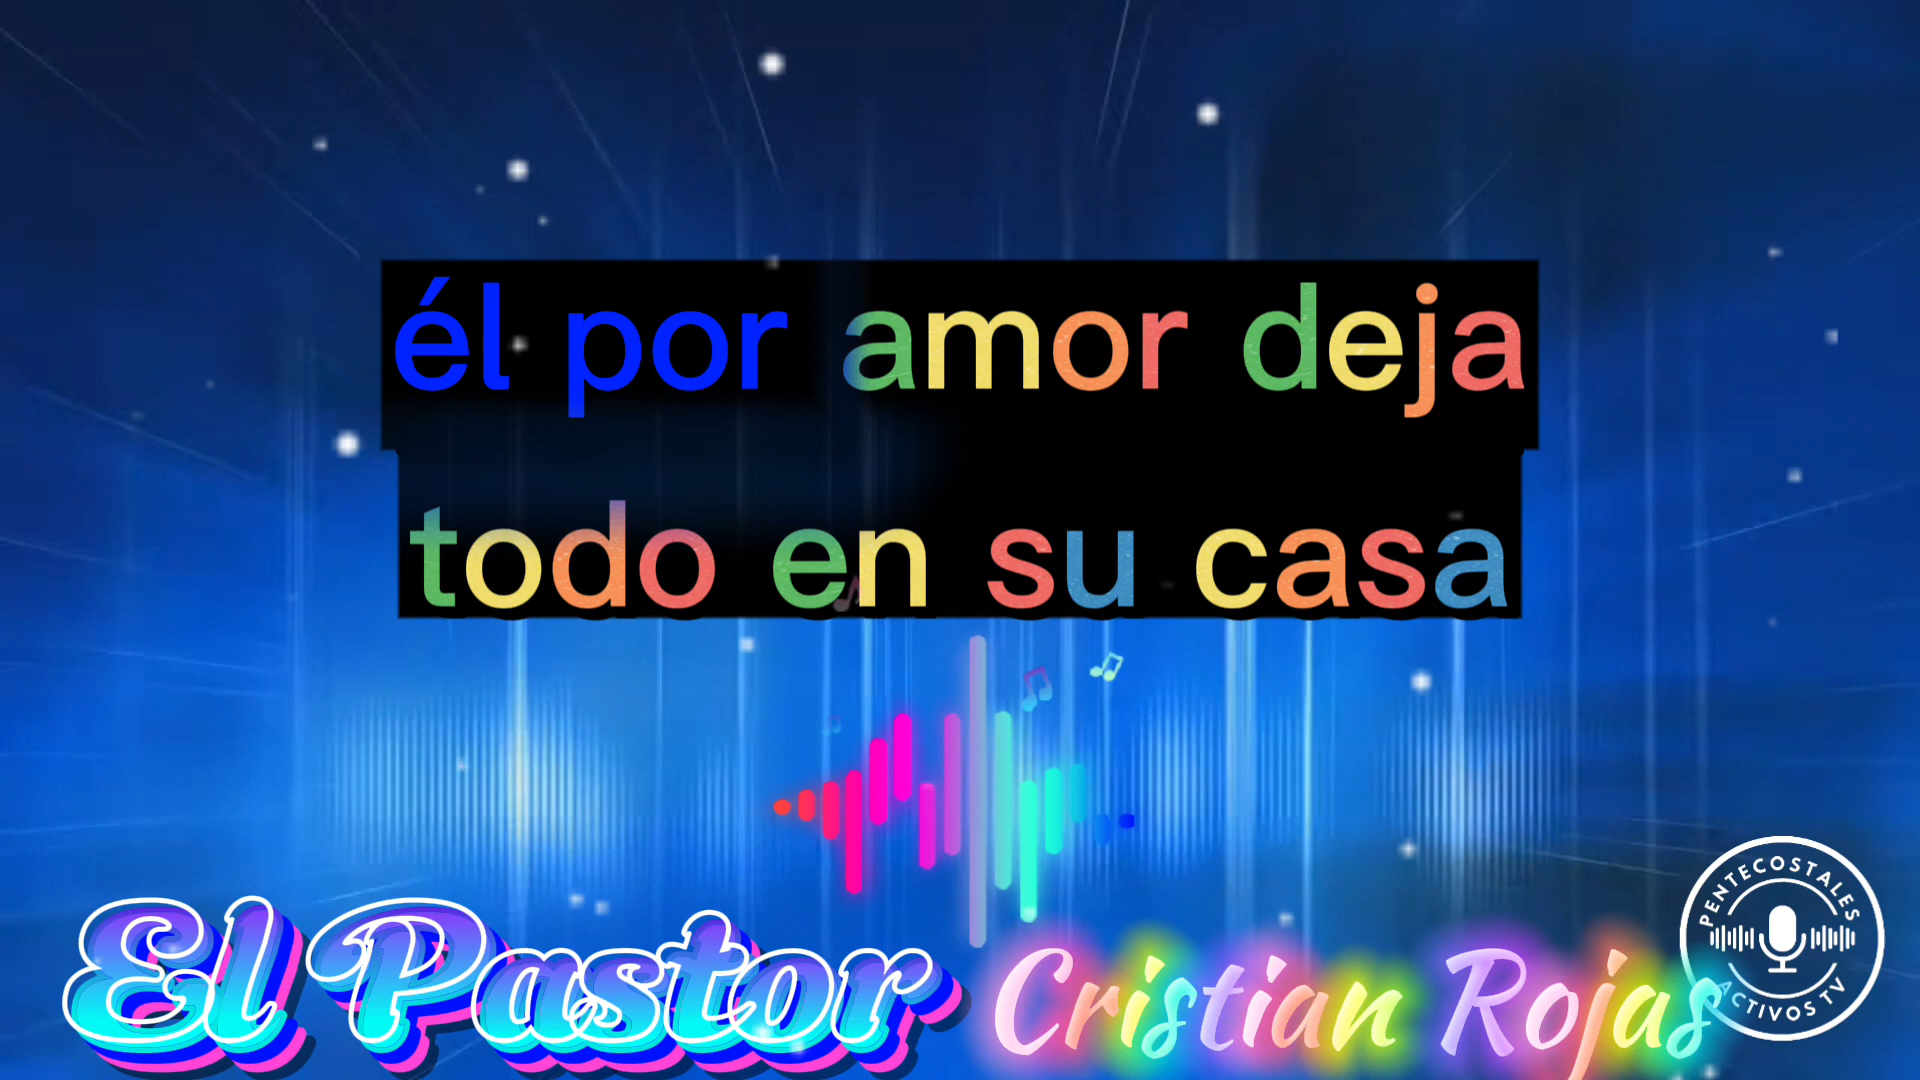 él por amor deja
todo en su casa
El Pastor Cristian Rojas
PENTECOSTALES
ACTIVOS TV